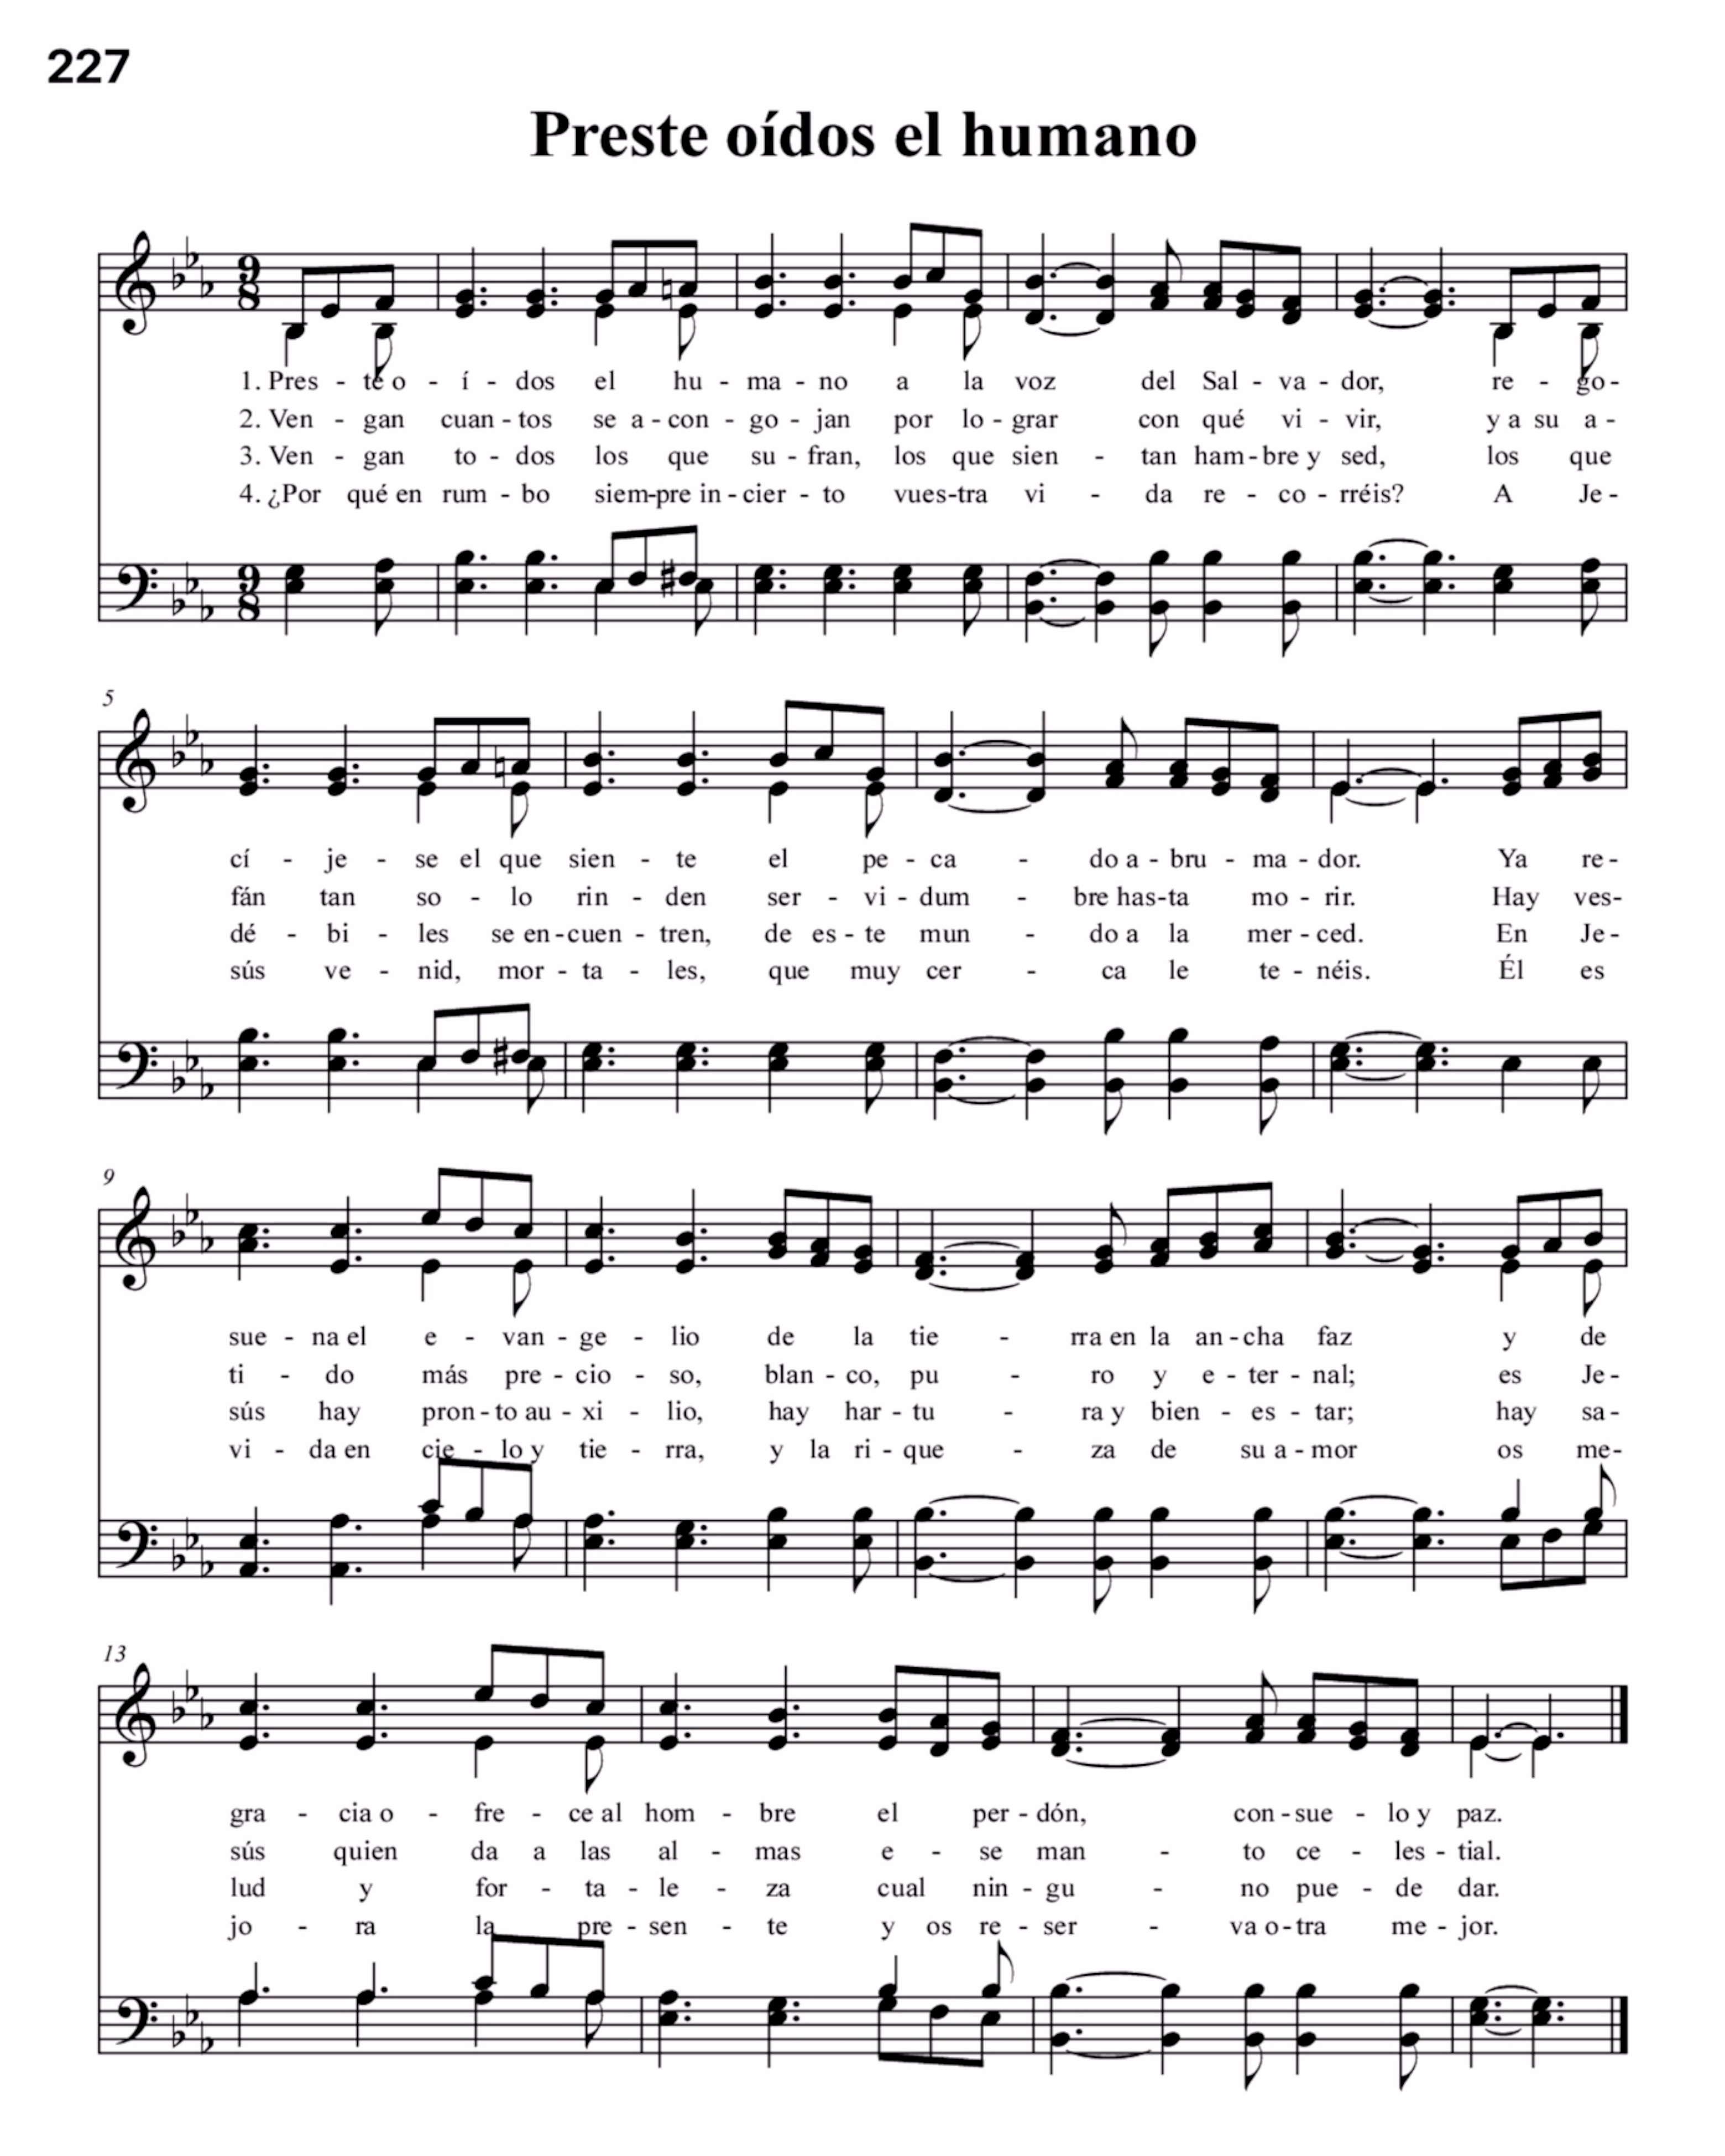 227
Preste oídos el humano
9 8
1. Pres - te o - í - dos el hu - ma - no a la voz del Sal - va - dor, re - go -
2. Ven - gan cuan - tos se a - con - go - jan por lo - grar con qué vi - vir, y a su a -
3. Ven - gan to - dos los que su - fran, los que sien - tan ham - bre y sed, los que
4. ¿Por qué en rum - bo siem - pre in - cier - to vues - tra vi - da re - co - rréis? A Je -
9 8
5
cí - je - se el que sien - te el pe - ca - do a - bru - ma - dor. Ya re -
fán tan so - lo rin - den ser - vi - dum - bre has - ta mo - rir. Hay ves -
dé - bi - les se en - cuen - tren, de es - te mun - do a la mer - ced. En Je -
sús ve - nid, mor - ta - les, que muy cer - ca le te - néis. Él es
9
sue - na el e - van - ge - lio de la tie - rra en la an - cha faz y de
ti - do más pre - cio - so, blan - co, pu - ro y e - ter - nal; es Je -
sús hay pron - to au - xi - lio, hay har - tu - ra y bien - es - tar; hay sa -
vi - da en cie - lo y tie - rra, y la ri - que - za de su a - mor os me -
13
gra - cia o - fre - ce al hom - bre el per - dón, con - sue - lo y paz.
sús quien da a las al - mas e - se man - to ce - les - tial.
lud y for - ta - le - za cual nin - gu - no pue - de dar.
jo - ra la pre - sen - te y os re - ser - va o - tra me - jor.